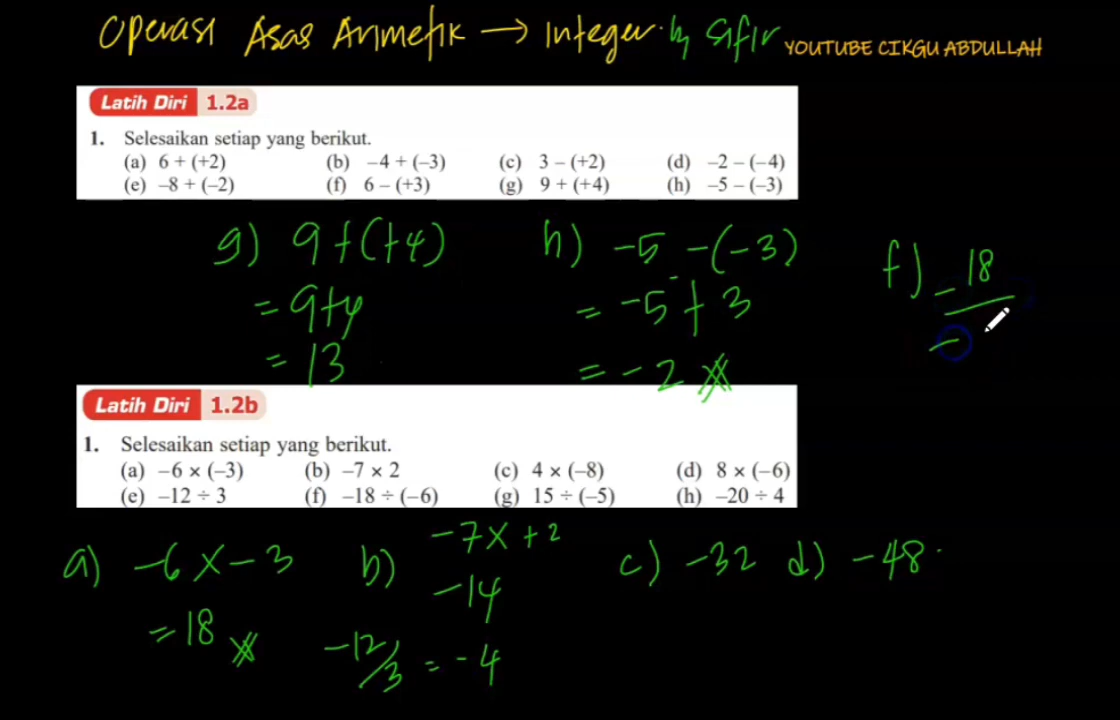 Operasi Asas Aritmetik → Integer by Sifir YOUTUBE CIKGU ABDULLAH
Latih Diri 1.2a
1. Selesaikan setiap yang berikut.
(a) 6 + (+2) (b) –4 + (–3) (c) 3 – (+2) (d) –2 – (–4)
(e) –8 + (–2) (f) 6 – (+3) (g) 9 + (+4) (h) –5 – (–3)
g) 9+(+4) h) -5 -(-3) f) -18
= 9+4 = -5 + 3 -
= 13 = -2
Latih Diri 1.2b
1. Selesaikan setiap yang berikut.
(a) –6 × (–3) (b) –7 × 2 (c) 4 × (–8) (d) 8 × (–6)
(e) –12 ÷ 3 (f) –18 ÷ (–6) (g) 15 ÷ (–5) (h) –20 ÷ 4
a) -6 x -3 b) -7x +2 c) -32 d) -48
-14
= 18
-12/3 = -4